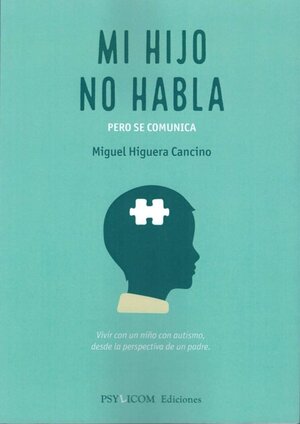 MI HIJO
NO HABLA
PERO SE COMUNICA
Miguel Higuera Cancino
Vivir con un niño con autismo,
desde la perspectiva de un padre.
PSYLICOM Ediciones